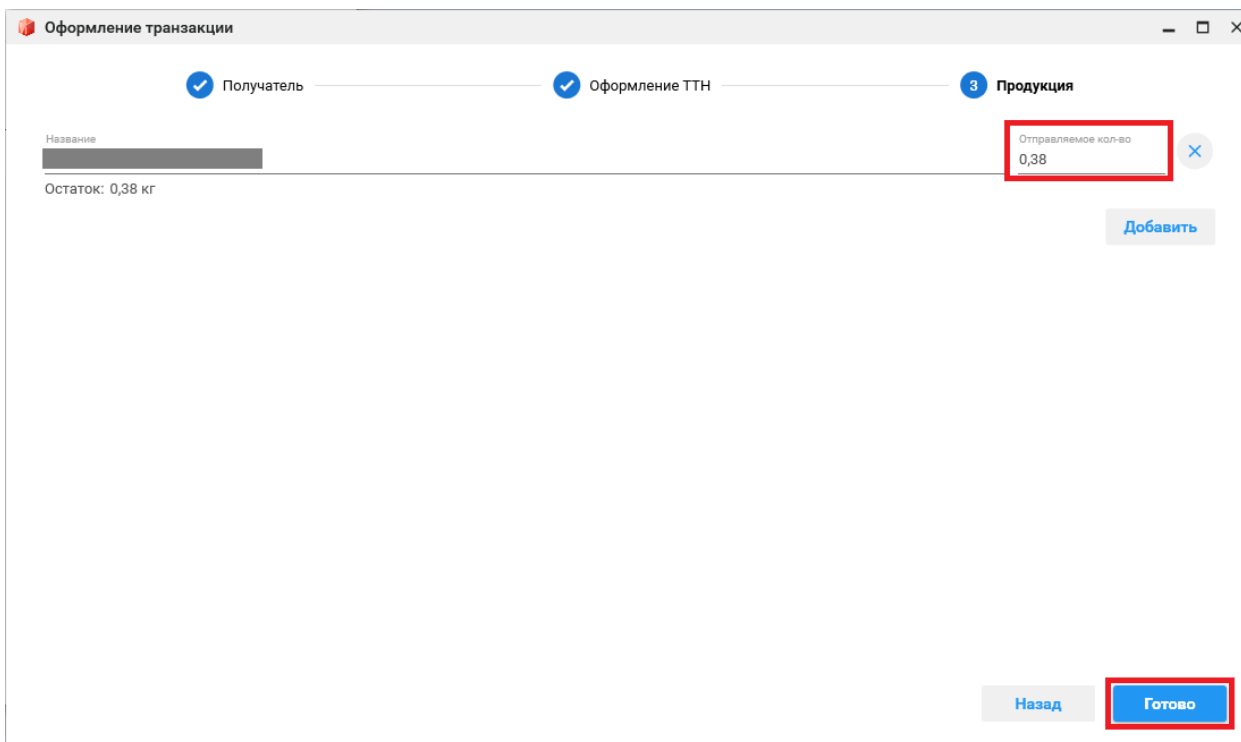 Оформление транзакции
Получатель
Оформление ТТН
3 Продукция
Название
Отправляемое кол-во
0,38
Остаток: 0,38 кг
Добавить
Назад
Готово